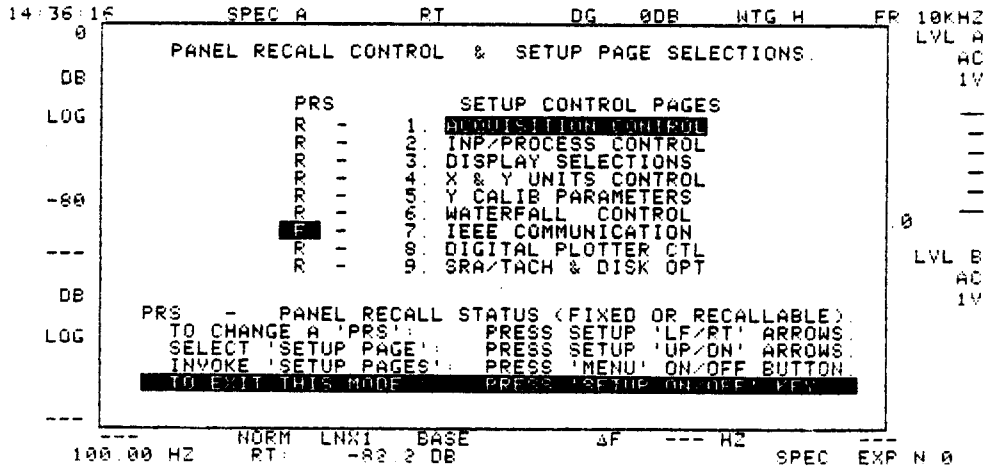 14:36:16 SPEC A RT DG 0DB WTG H FR 10KHZ
0 LVL A
PANEL RECALL CONTROL & SETUP PAGE SELECTIONS. AC
DB 1V
PRS SETUP CONTROL PAGES
LOG R - 1. ACQUISITION CONTROL ---
R - 2. INP/PROCESS CONTROL
R - 3. DISPLAY SELECTIONS
R - 4. X & Y UNITS CONTROL
-80 R - 5. Y CALIB PARAMETERS
R - 6. WATERFALL CONTROL
F - 7. IEEE COMMUNICATION .0
--- R - 8. DIGITAL PLOTTER CTL LVL B
R - 9. SRA/TACH & DISK OPT AC
DB 1V
PRS - PANEL RECALL STATUS (FIXED OR RECALLABLE).
LOG TO CHANGE A 'PRS': PRESS SETUP 'LF/RT' ARROWS.
SELECT 'SETUP PAGE': PRESS SETUP 'UP/DN' ARROWS.
INVOKE 'SETUP PAGES': PRESS 'MENU' ON/OFF BUTTON.
TO EXIT THIS MODE PRESS 'SETUP ON/OFF' KEY
---
--- NORM LNX1 BASE ΔF --- HZ ---
100.00 HZ RT: -82.2 DB SPEC EXP N 0